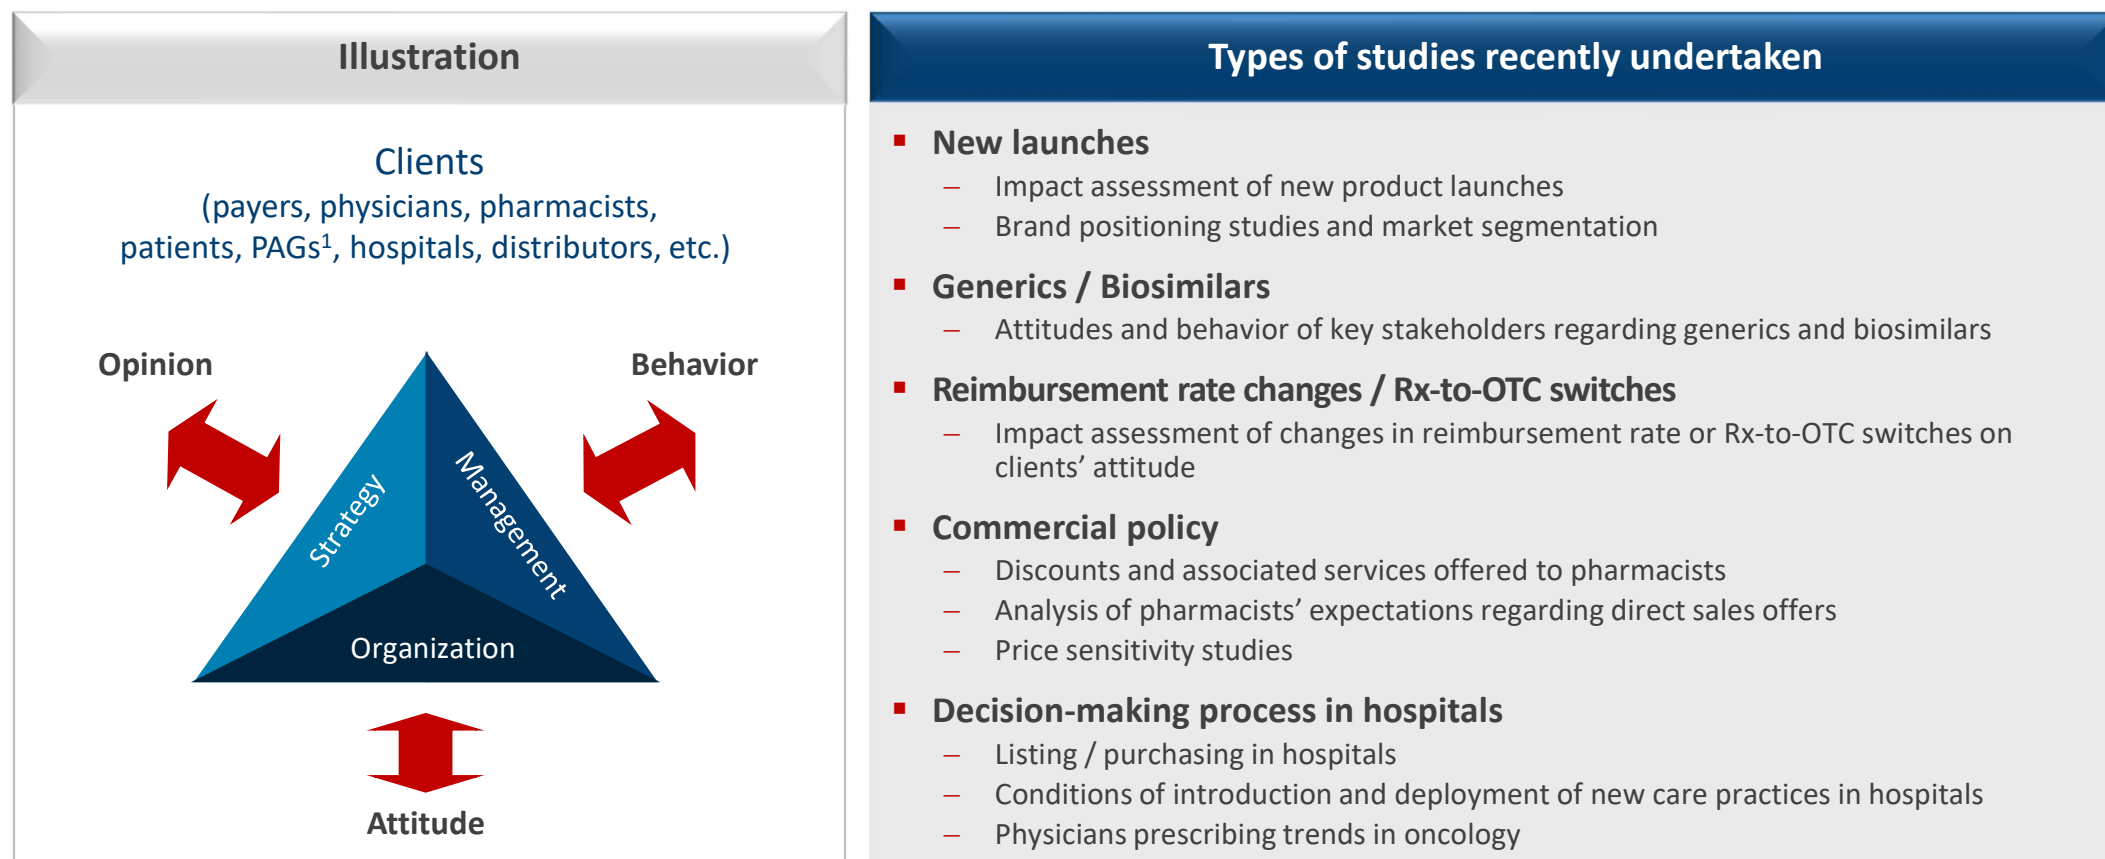 Illustration
Clients
(payers, physicians, pharmacists,
patients, PAGs¹, hospitals, distributors, etc.)
Opinion
Behavior
Strategy
Management
Organization
Attitude
Types of studies recently undertaken
▪ New launches
– Impact assessment of new product launches
– Brand positioning studies and market segmentation
▪ Generics / Biosimilars
– Attitudes and behavior of key stakeholders regarding generics and biosimilars
▪ Reimbursement rate changes / Rx-to-OTC switches
– Impact assessment of changes in reimbursement rate or Rx-to-OTC switches on
clients’ attitude
▪ Commercial policy
– Discounts and associated services offered to pharmacists
– Analysis of pharmacists’ expectations regarding direct sales offers
– Price sensitivity studies
▪ Decision-making process in hospitals
– Listing / purchasing in hospitals
– Conditions of introduction and deployment of new care practices in hospitals
– Physicians prescribing trends in oncology